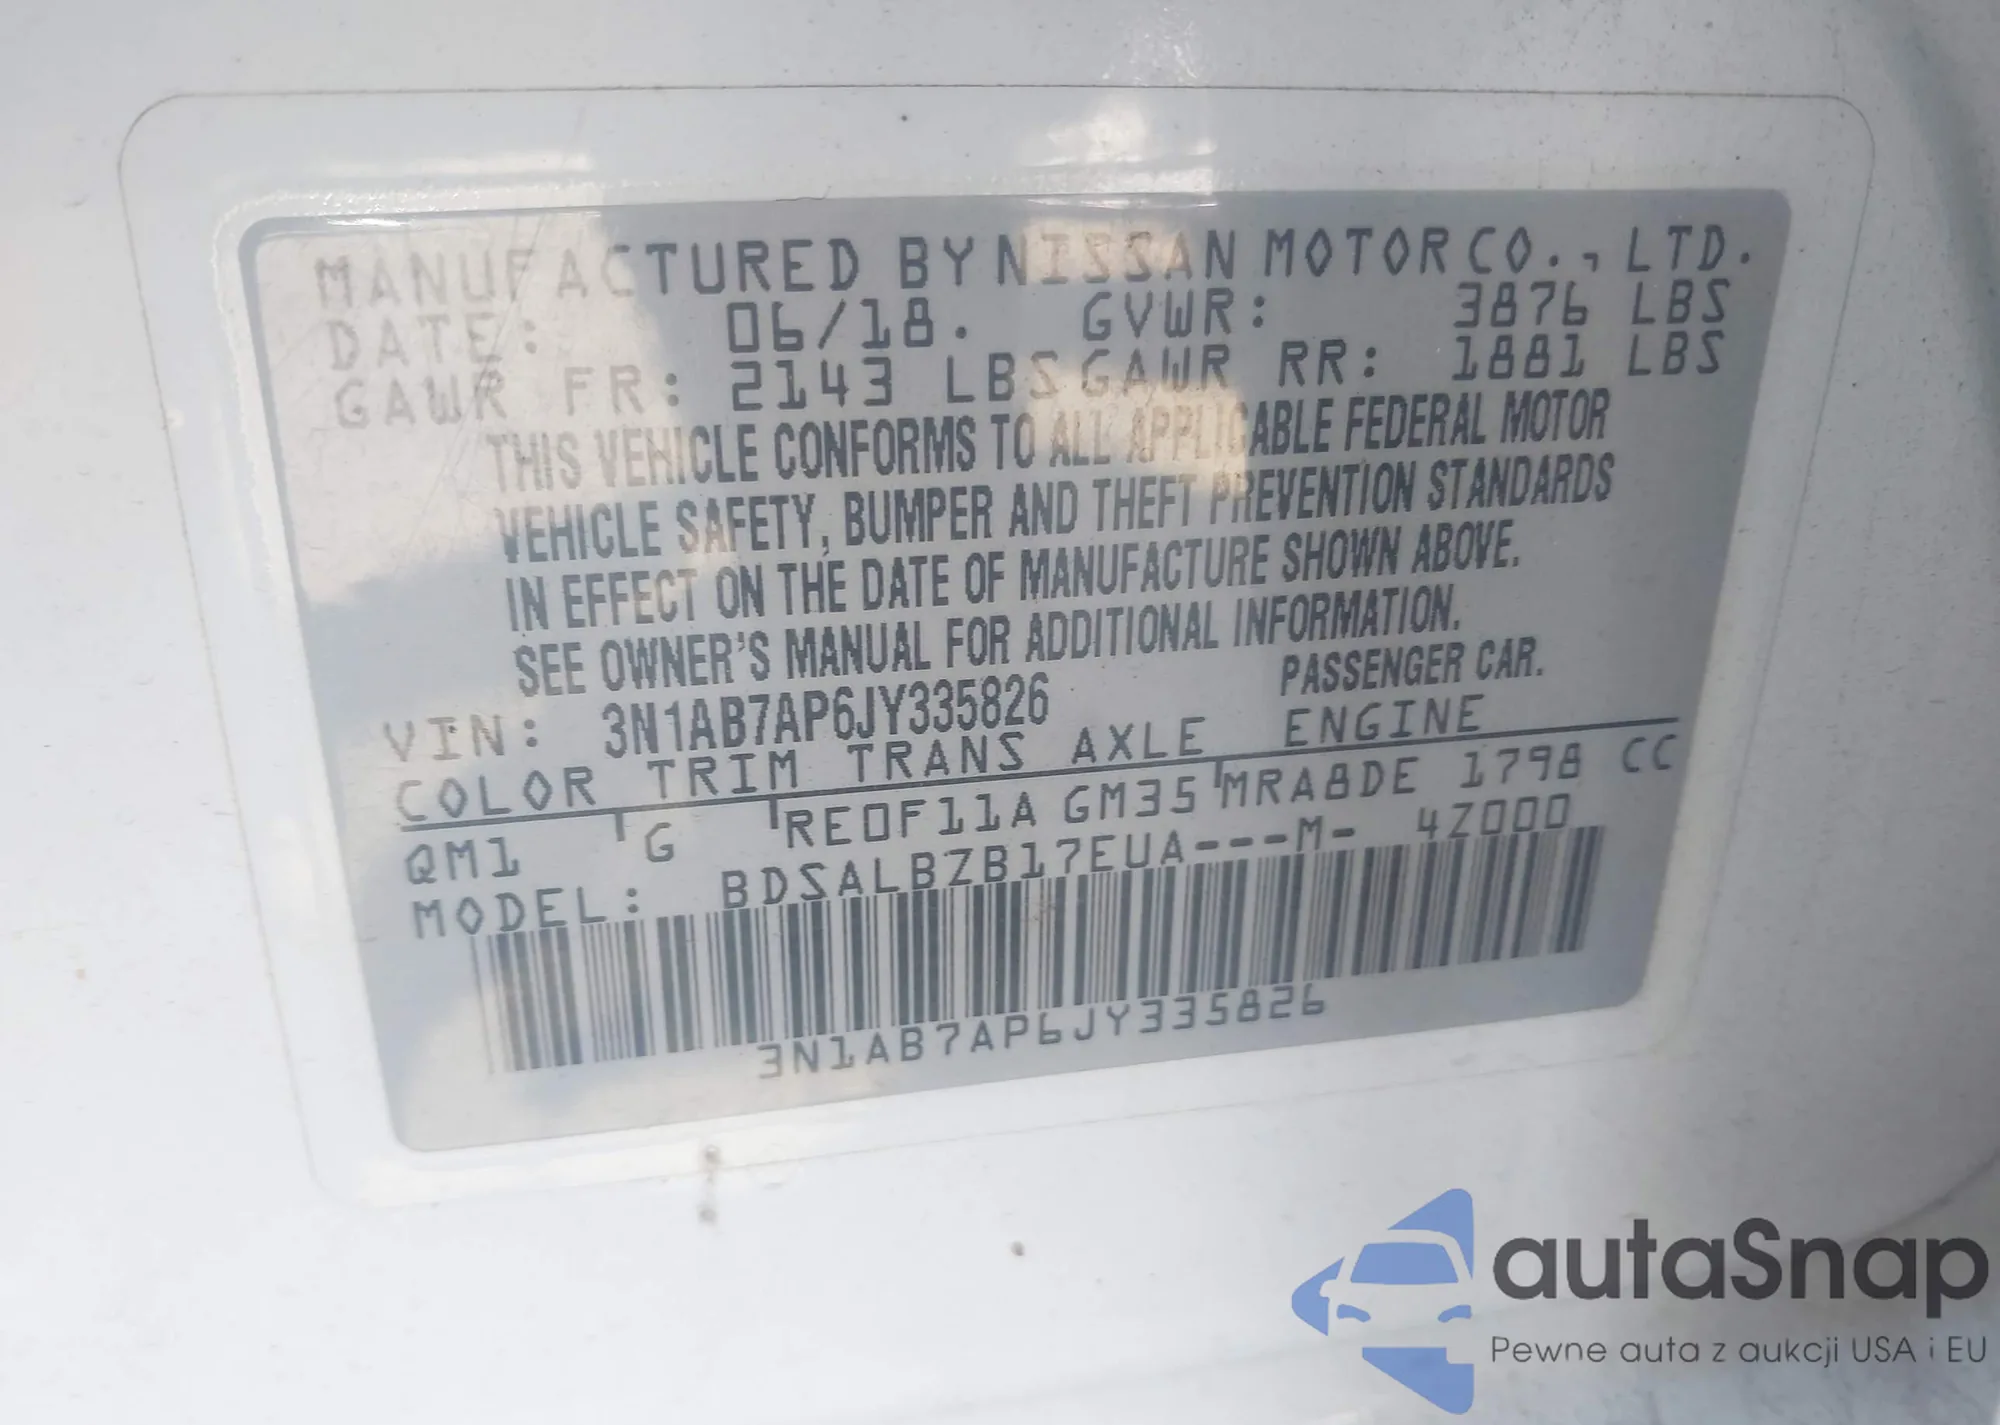 MANUFACTURED BY NISSAN MOTOR CO., LTD.
DATE: 06/18. GVWR: 3876 LBS
GAWR FR: 2143 LBS GAWR RR: 1881 LBS
THIS VEHICLE CONFORMS TO ALL APPLICABLE FEDERAL MOTOR
VEHICLE SAFETY, BUMPER AND THEFT PREVENTION STANDARDS
IN EFFECT ON THE DATE OF MANUFACTURE SHOWN ABOVE.
SEE OWNER'S MANUAL FOR ADDITIONAL INFORMATION.
PASSENGER CAR.
VIN: 3N1AB7AP6JY335826
COLOR TRIM TRANS AXLE ENGINE
QM1 G RE0F11A GM35 MRA8DE 1798 CC
MODEL: BDSALBZB17EUA---M- 4Z000
3N1AB7AP6JY335826
autaSnap
Pewne auta z aukcji USA i EU